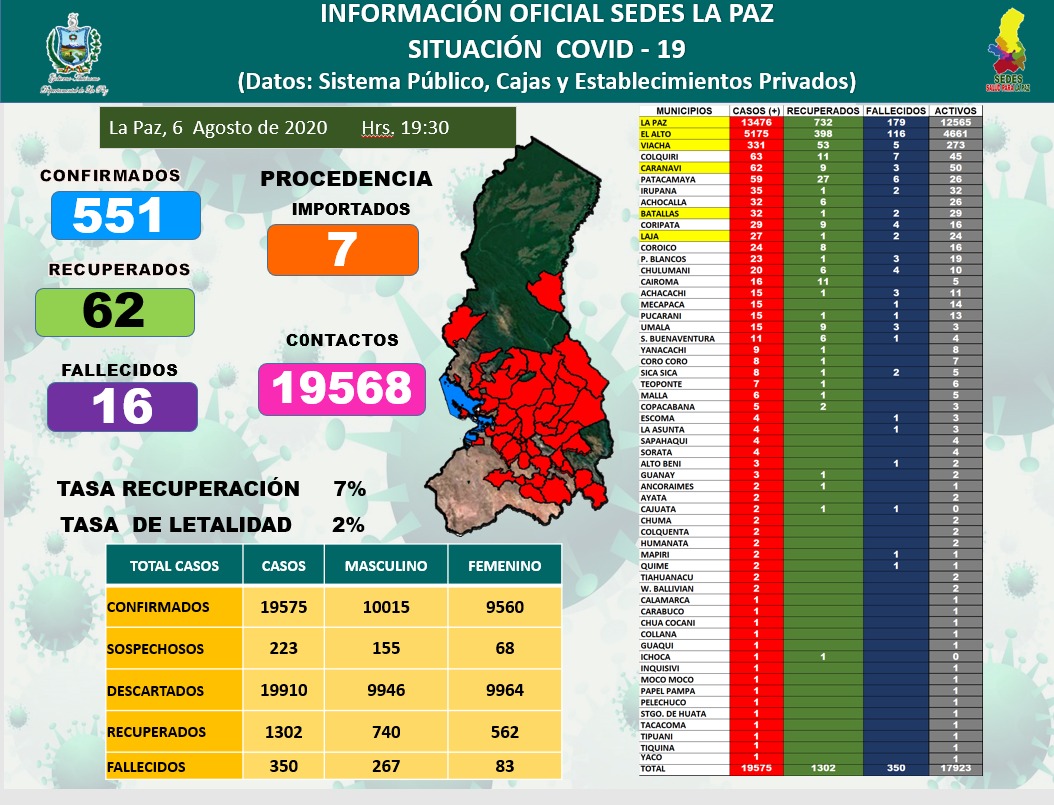 INFORMACIÓN OFICIAL SEDES LA PAZ
SITUACIÓN COVID - 19
(Datos: Sistema Público, Cajas y Establecimientos Privados)
SEDES
La Paz, 6 Agosto de 2020 Hrs. 19:30
CONFIRMADOS
551
RECUPERADOS
62
FALLECIDOS
16
PROCEDENCIA
IMPORTADOS
7
CONTACTOS
19568
TASA RECUPERACIÓN 7%
TASA DE LETALIDAD 2%
TOTAL CASOS CASOS MASCULINO FEMENINO
CONFIRMADOS 19575 10015 9560
SOSPECHOSOS 223 155 68
DESCARTADOS 19910 9946 9964
RECUPERADOS 1302 740 562
FALLECIDOS 350 267 83
MUNICIPIOS CASOS (+) RECUPERADOS FALLECIDOS ACTIVOS
LA PAZ 13476 732 179 12565
EL ALTO 5175 398 116 4661
VIACHA 331 53 5 273
COLQUIRI 63 11 7 45
CARANAVI 62 9 3 50
PATACAMAYA 59 27 6 26
IRUPANA 35 1 2 32
ACHOCALLA 32 6 26
BATALLAS 32 1 2 29
CORIPATA 29 9 4 16
LAJA 27 1 2 24
COROICO 24 8 16
P. BLANCOS 23 1 3 19
CHULUMANI 20 6 4 10
CAIROMA 16 11 5
ACHACACHI 15 1 3 11
MECAPACA 15 1 14
PUCARANI 15 1 1 13
UMALA 15 9 3 3
S. BUENAVENTURA 11 6 1 4
YANACACHI 9 1 8
CORO CORO 8 1 7
SICA SICA 8 1 2 5
TEOPONTE 7 1 6
MALLA 6 1 5
COPACABANA 5 2 3
ESCOMA 4 1 3
LA ASUNTA 4 1 3
SAPAHAQUI 4 4
SORATA 4 4
ALTO BENI 3 1 2
GUANAY 3 1 2
ANCORAIMES 2 1 1
AYATA 2 2
CAJUATA 2 1 1 0
CHUMA 2 2
COLQUENTA 2 2
HUMANATA 2 2
MAPIRI 2 1 1
QUIME 2 1 1
TIAHUANACU 2 2
W. BALLIVIAN 2 2
CALAMARCA 1 1
CARABUCO 1 1
CHUA COCANI 1 1
COLLANA 1 1
GUAQUI 1 1
ICHOCA 1 1 0
INQUISIVI 1 1
MOCO MOCO 1 1
PAPEL PAMPA 1 1
PELECHUCO 1 1
STGO. DE HUATA 1 1
TACACOMA 1 1
TIPUANI 1 1
TIQUINA 1 1
YACO 1 1
TOTAL 19575 1302 350 17923